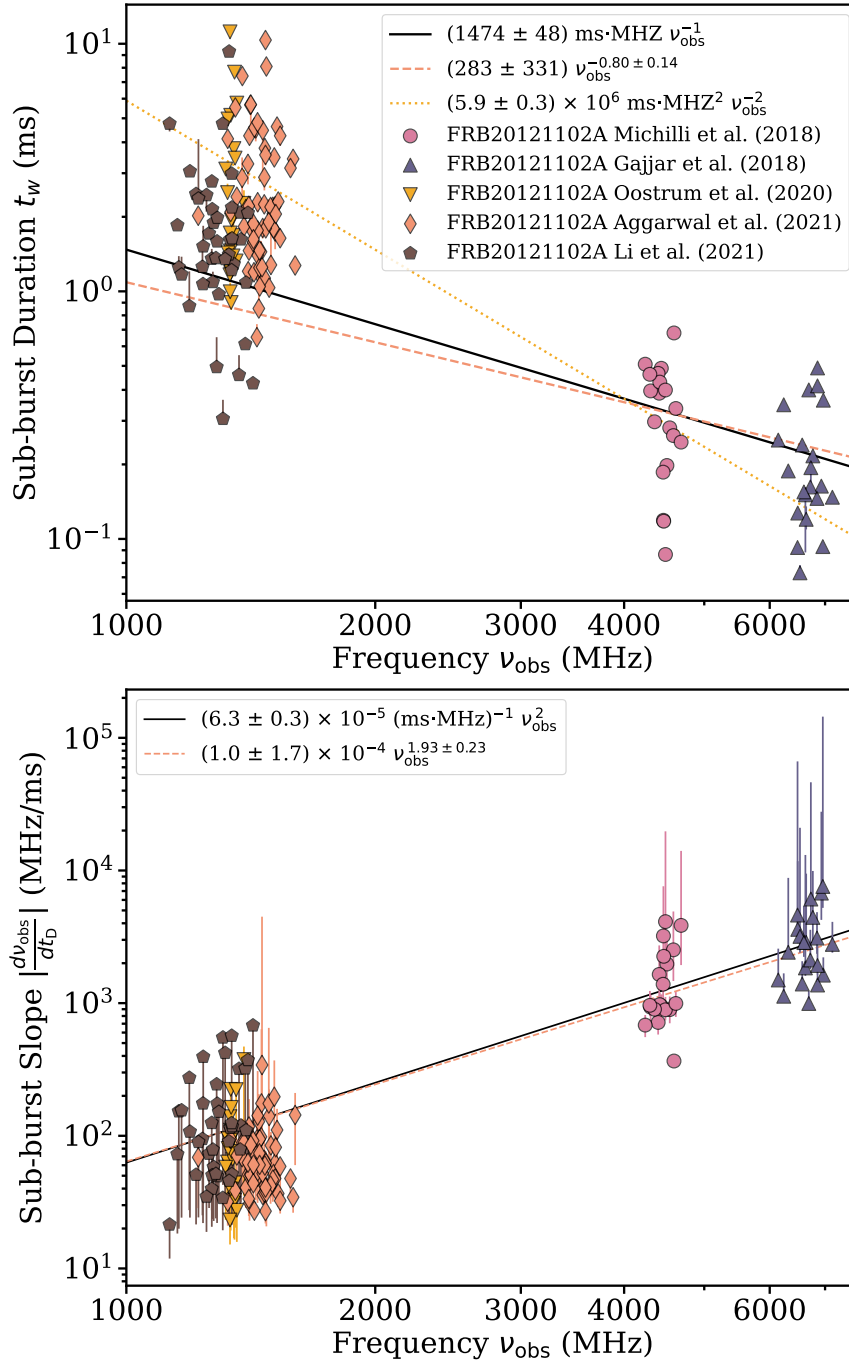 (1474 ± 48) ms·MHZ ν_obs^−1
(283 ± 331) ν_obs^−0.80 ± 0.14
(5.9 ± 0.3) × 10^6 ms·MHZ^2 ν_obs^−2
FRB20121102A Michilli et al. (2018)
FRB20121102A Gajjar et al. (2018)
FRB20121102A Oostrum et al. (2020)
FRB20121102A Aggarwal et al. (2021)
FRB20121102A Li et al. (2021)
Sub-burst Duration t_w (ms)
10^1
10^0
10^−1
1000 2000 3000 4000 6000
Frequency ν_obs (MHz)
(6.3 ± 0.3) × 10^−5 (ms·MHz)^−1 ν_obs^2
(1.0 ± 1.7) × 10^−4 ν_obs^1.93 ± 0.23
Sub-burst Slope |dν_obs/dt_D| (MHz/ms)
10^5
10^4
10^3
10^2
10^1
1000 2000 3000 4000 6000
Frequency ν_obs (MHz)